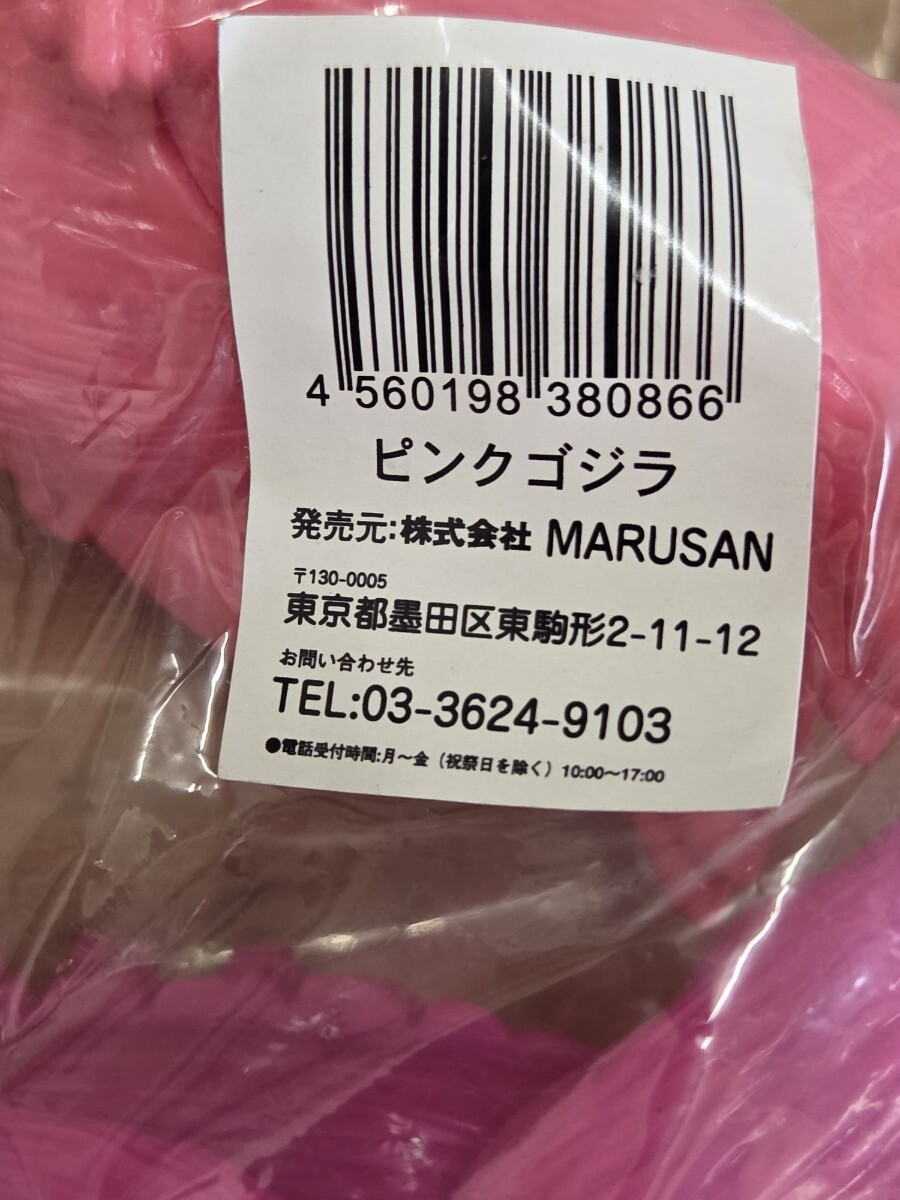 4 560198 380866
ピンクゴジラ
発売元:株式会社 MARUSAN
〒130-0005
東京都墨田区東駒形2-11-12
お問い合わせ先
TEL:03-3624-9103
●電話受付時間:月～金（祝祭日を除く）10:00～17:00